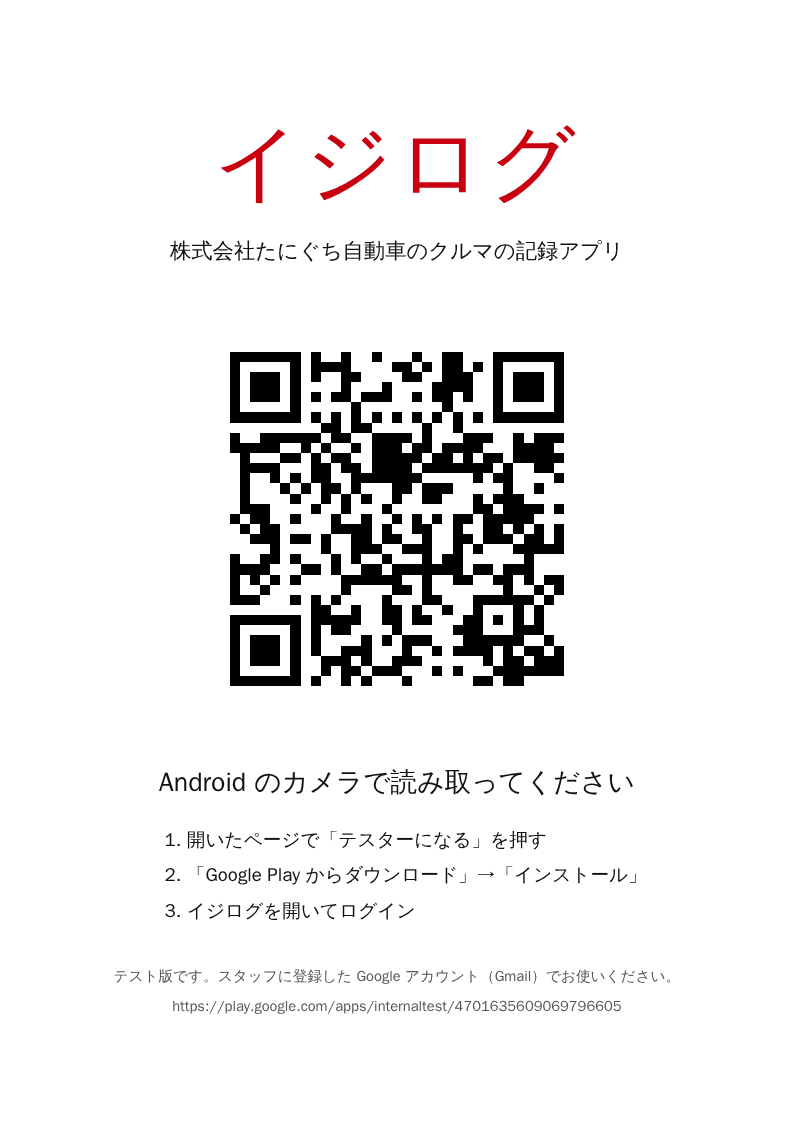 イジログ
株式会社たにぐち自動車のクルマの記録アプリ
Android のカメラで読み取ってください
1. 開いたページで「テスターになる」を押す
2. 「Google Play からダウンロード」→「インストール」
3. イジログを開いてログイン
テスト版です。スタッフに登録した Google アカウント（Gmail）でお使いください。
https://play.google.com/apps/internaltest/4701635609069796605